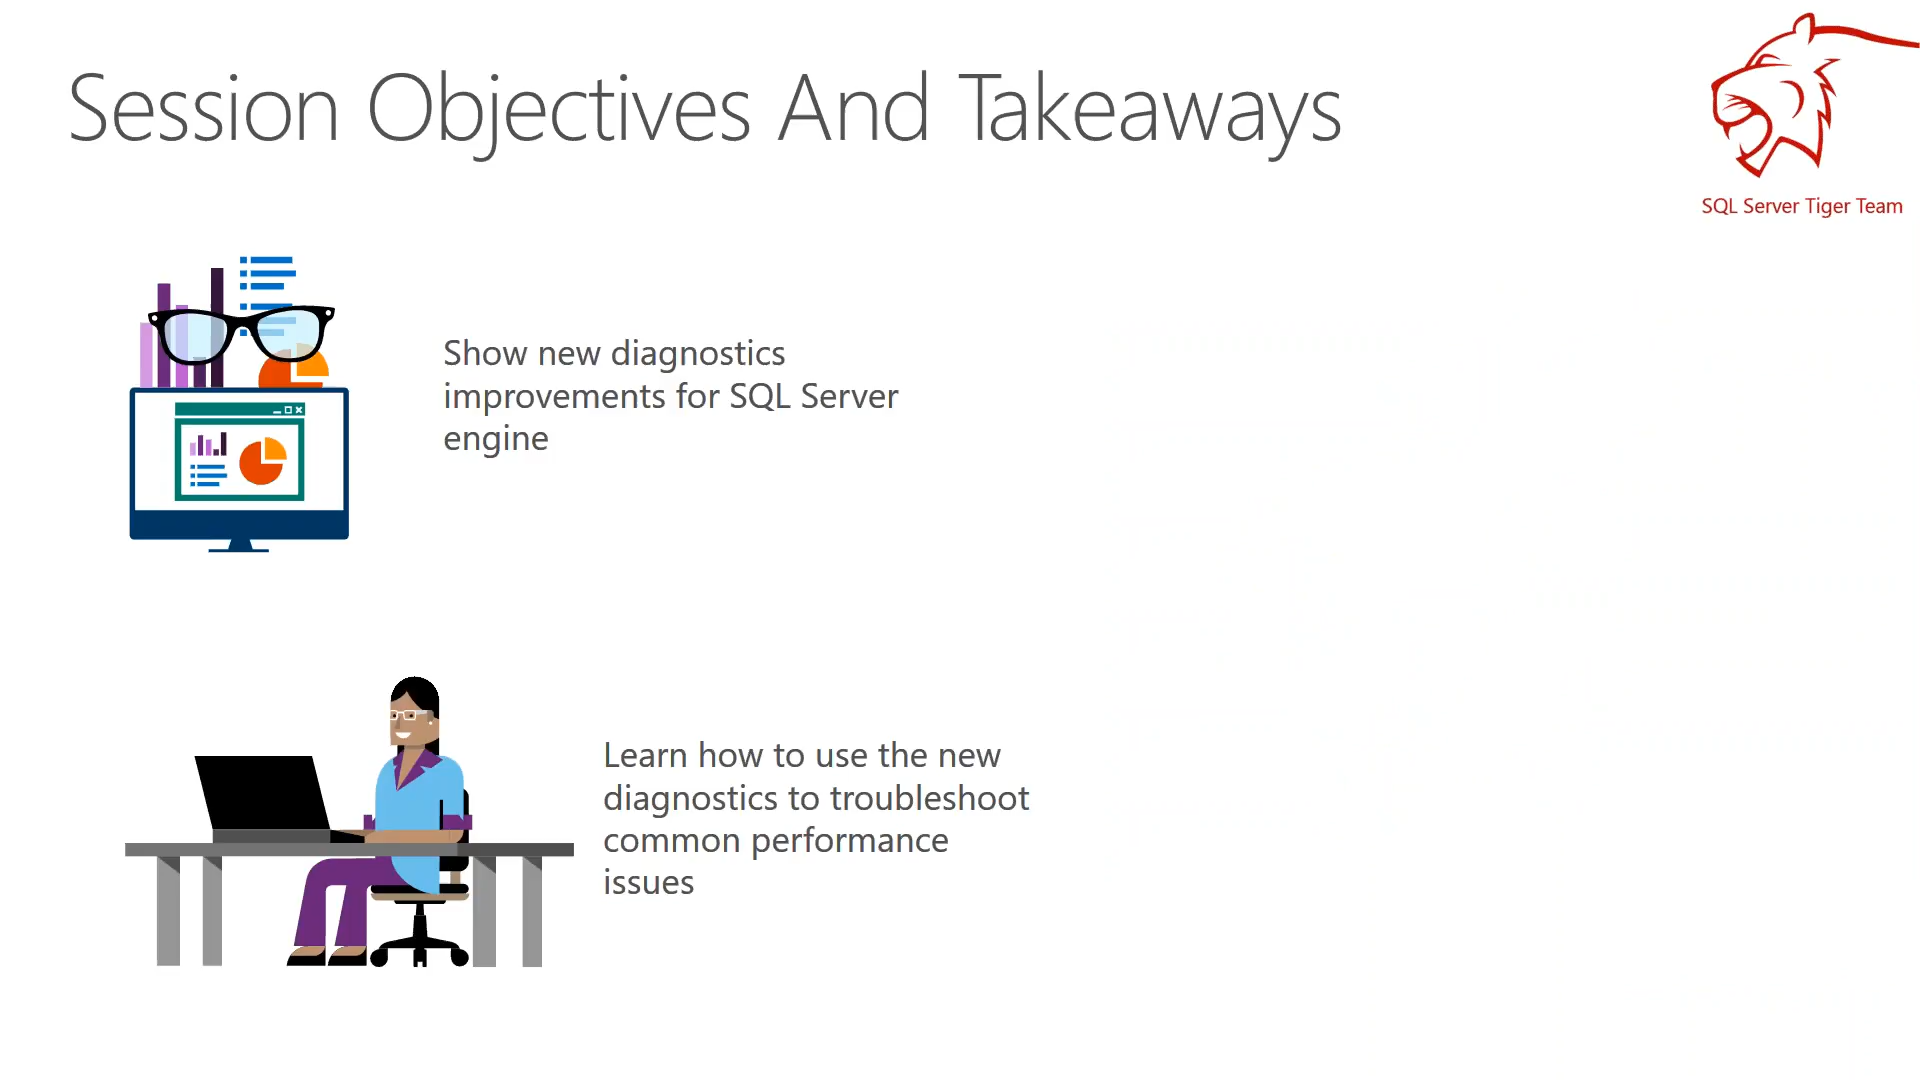 Session Objectives And Takeaways
SQL Server Tiger Team
Show new diagnostics
improvements for SQL Server
engine
Learn how to use the new
diagnostics to troubleshoot
common performance
issues